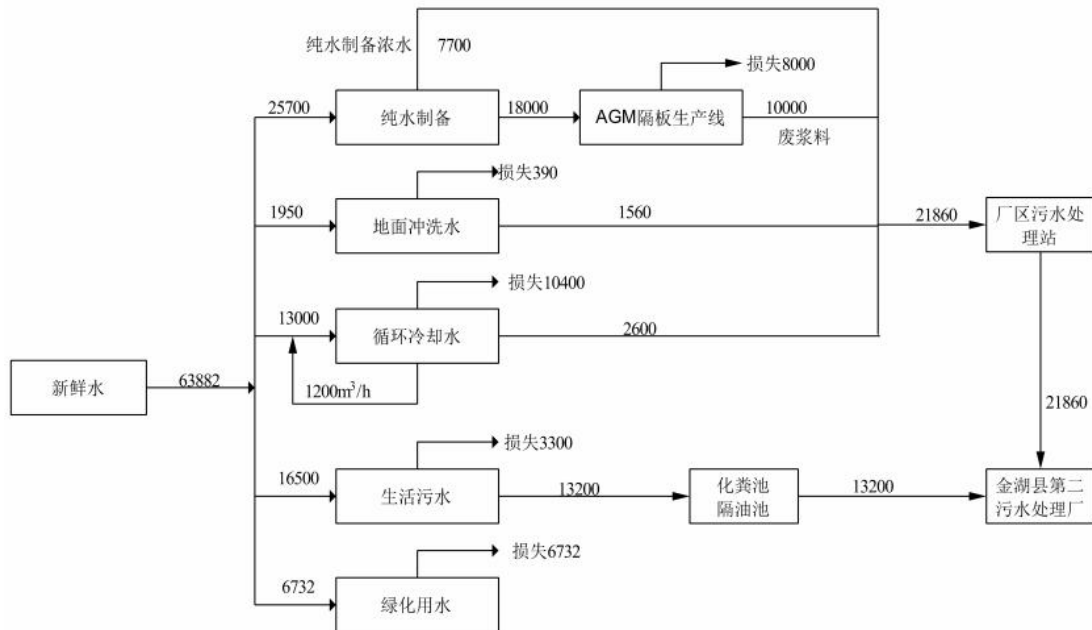 纯水制备浓水
7700
损失8000
25700
纯水制备
18000
AGM隔板生产线
10000
废浆料
损失390
1950
地面冲洗水
1560
21860
厂区污水处
理站
损失10400
13000
循环冷却水
2600
新鲜水
63882
1200m³/h
21860
损失3300
16500
生活污水
13200
化粪池
隔油池
13200
金湖县第二
污水处理厂
损失6732
6732
绿化用水